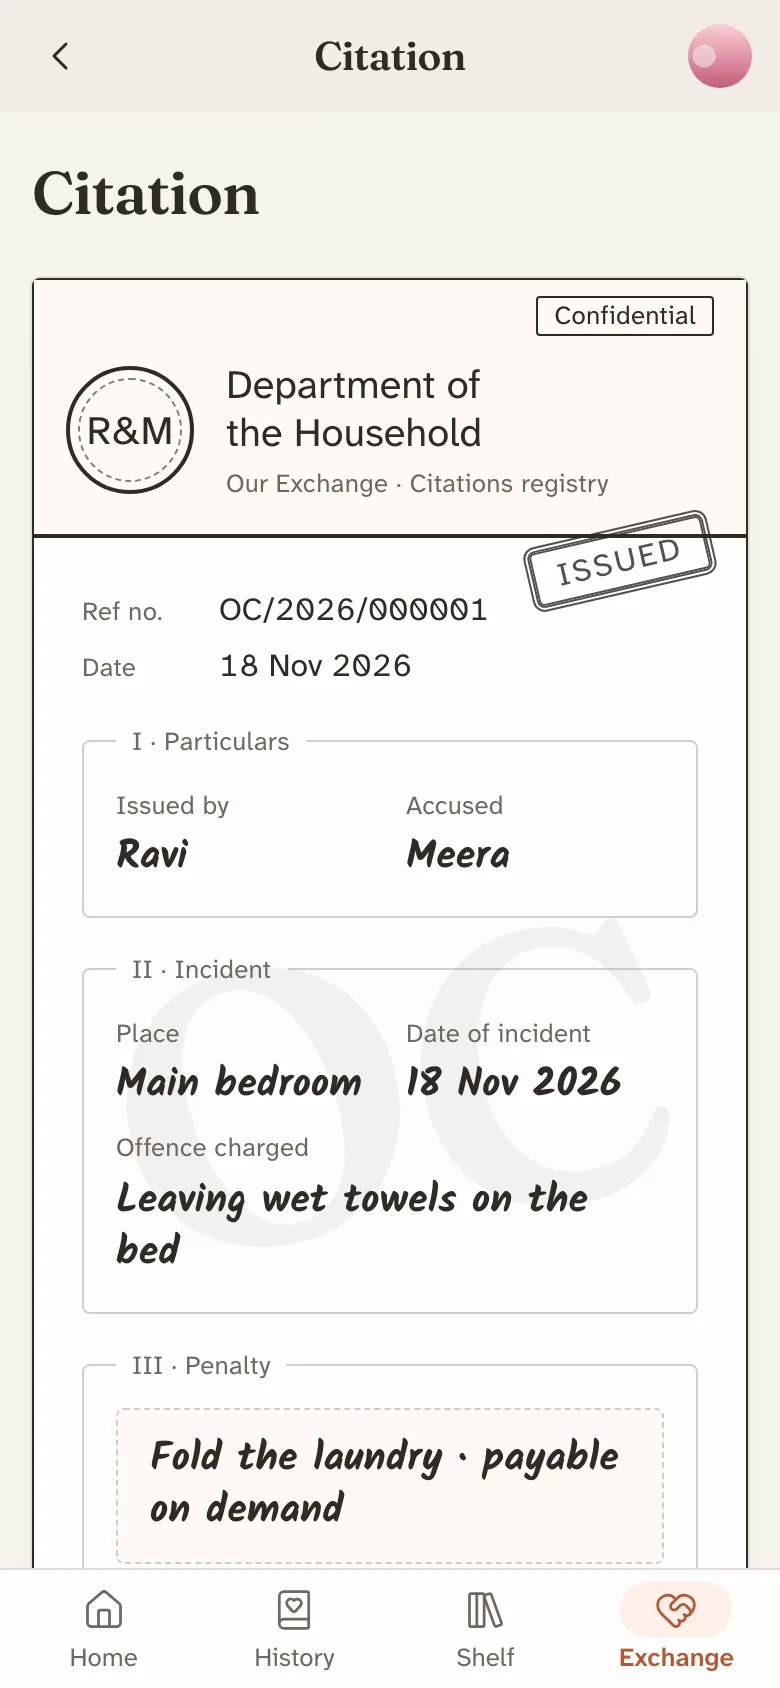 Citation
Citation
Confidential
R&M
Department of
the Household
Our Exchange · Citations registry
ISSUED
Ref no. OC/2026/000001
Date 18 Nov 2026
I · Particulars
Issued by Accused
Ravi Meera
OC
II · Incident
Place Date of incident
Main bedroom 18 Nov 2026
Offence charged
Leaving wet towels on the
bed
III · Penalty
Fold the laundry · payable
on demand
Home History Shelf Exchange